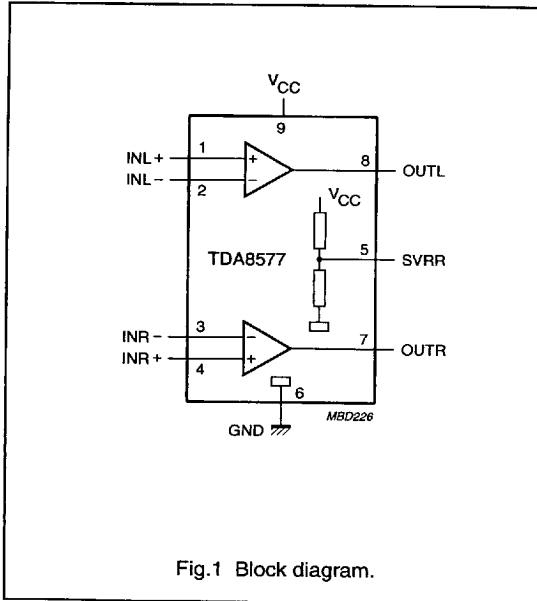 VCC
9
1
INL+
8
OUTL
INL−
2
VCC
TDA8577
5
SVRR
3
INR−
7
OUTR
INR+
4
6
MBD226
GND
Fig.1 Block diagram.